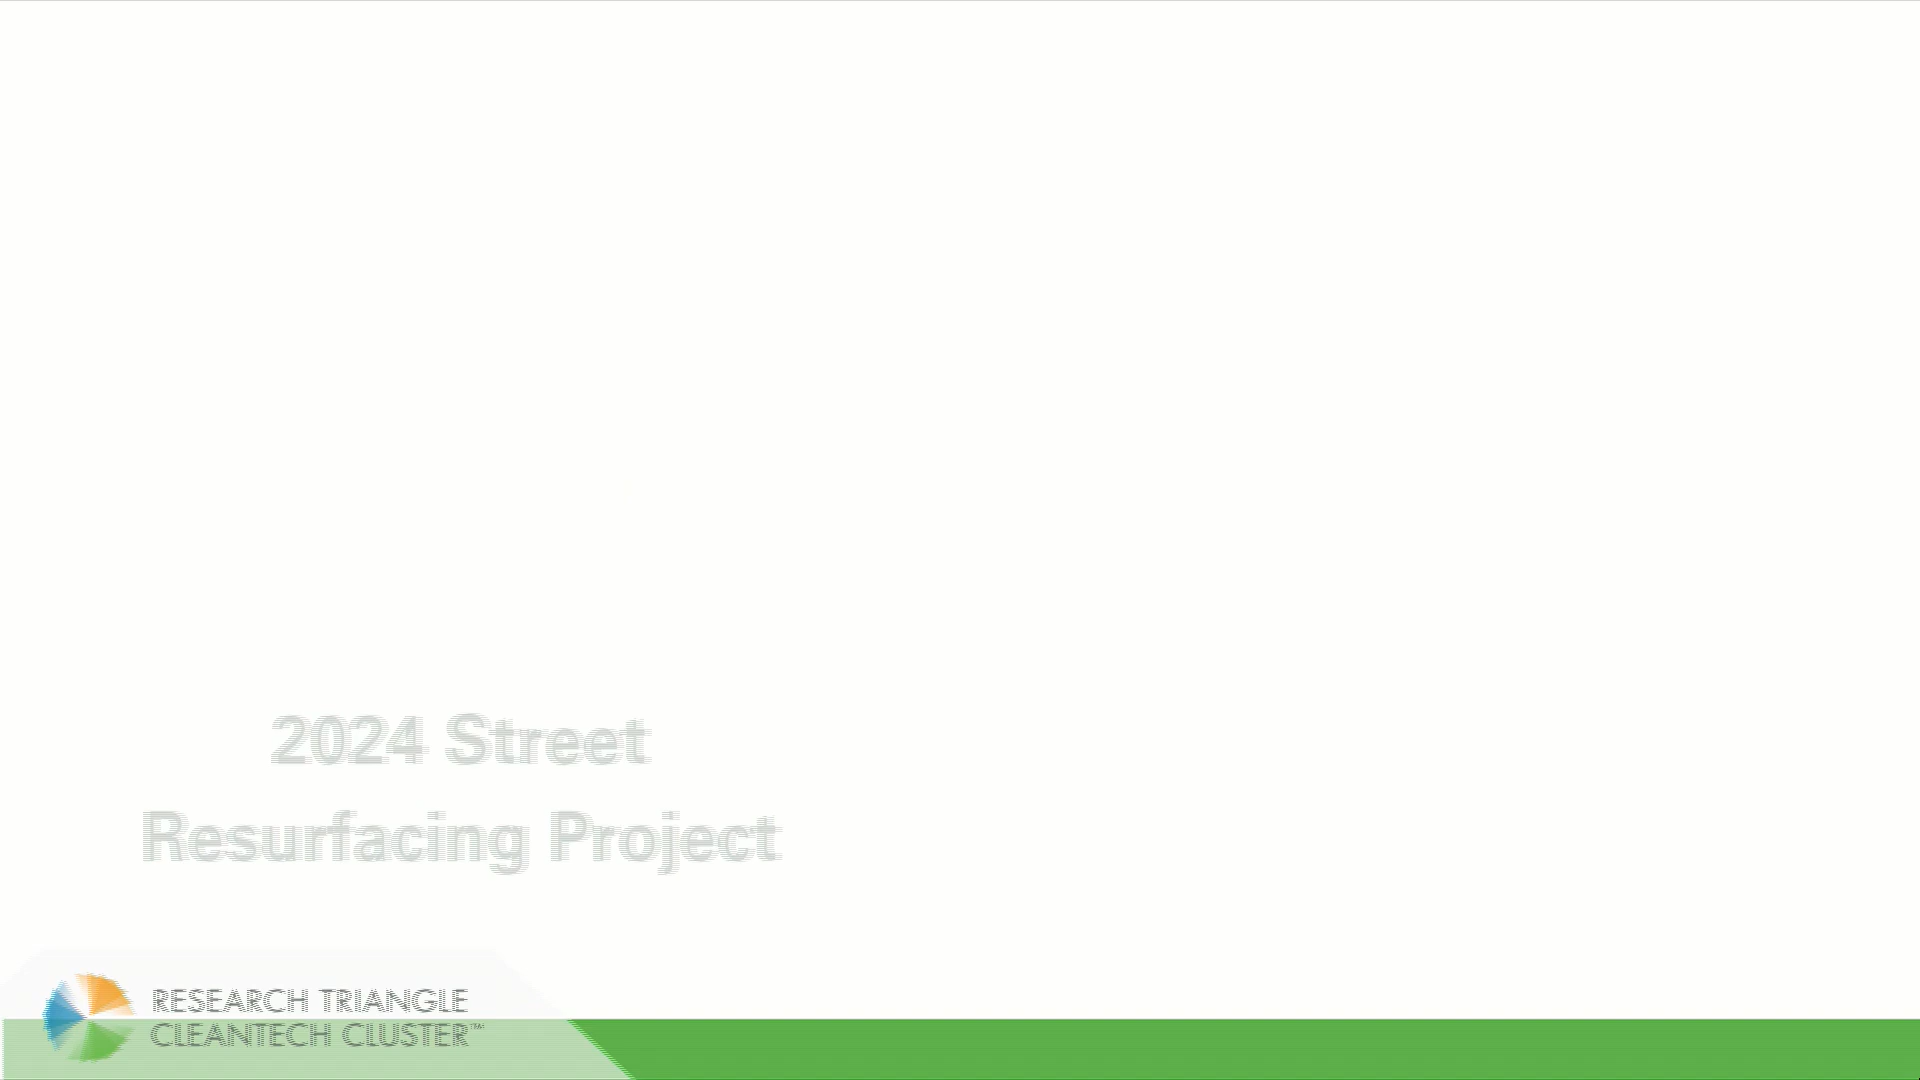 2024 Street
Resurfacing Project
RESEARCH TRIANGLE
CLEANTECH CLUSTER™